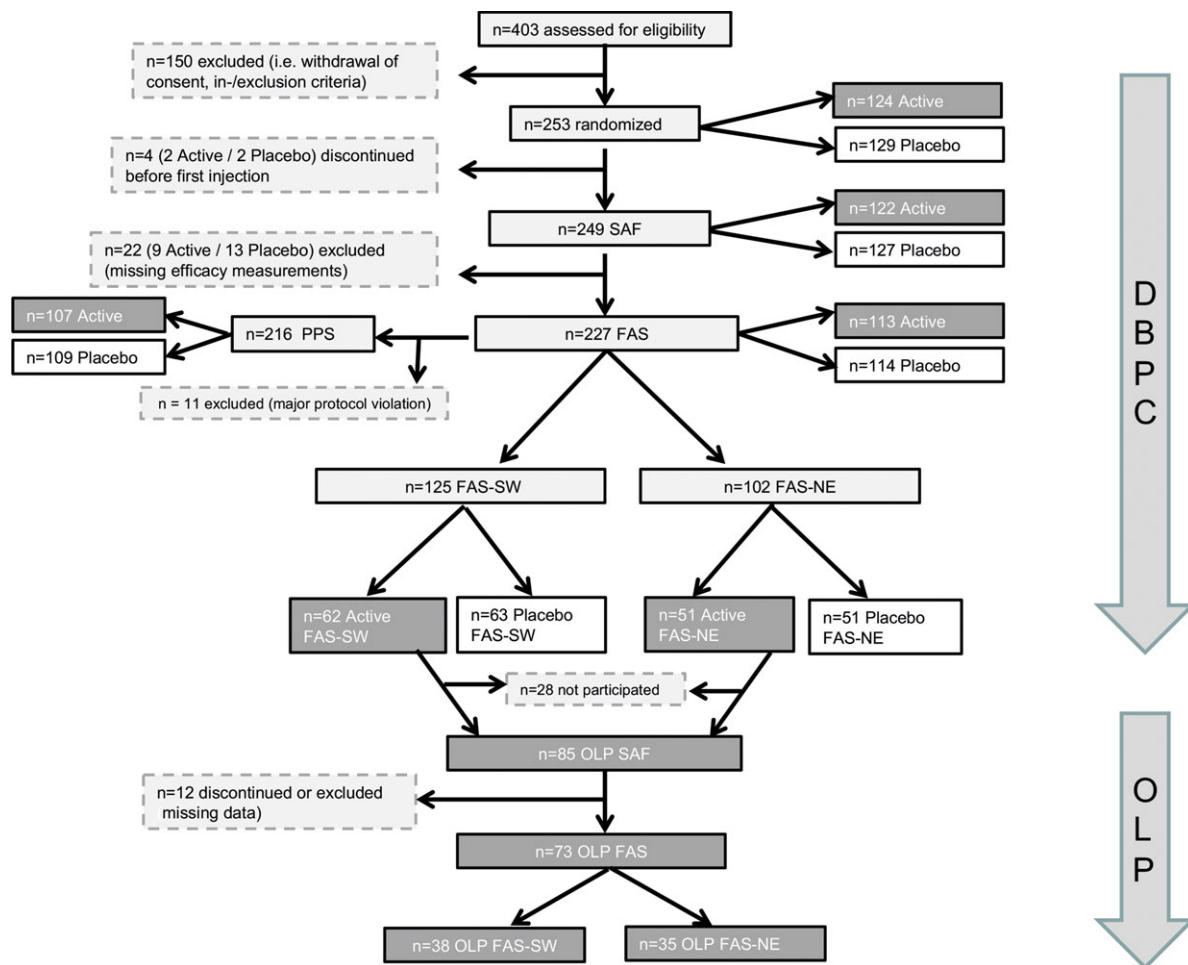 n=403 assessed for eligibility
n=150 excluded (i.e. withdrawal of
consent, in-/exclusion criteria)
n=253 randomized
n=124 Active
n=129 Placebo
n=4 (2 Active / 2 Placebo) discontinued
before first injection
n=249 SAF
n=122 Active
n=127 Placebo
n=22 (9 Active / 13 Placebo) excluded
(missing efficacy measurements)
n=107 Active
n=109 Placebo
n=216 PPS
n=227 FAS
n=113 Active
n=114 Placebo
n = 11 excluded (major protocol violation)
n=125 FAS-SW
n=102 FAS-NE
n=62 Active
FAS-SW
n=63 Placebo
FAS-SW
n=51 Active
FAS-NE
n=51 Placebo
FAS-NE
n=28 not participated
n=85 OLP SAF
n=12 discontinued or excluded
missing data)
n=73 OLP FAS
n=38 OLP FAS-SW
n=35 OLP FAS-NE
D
B
P
C
O
L
P